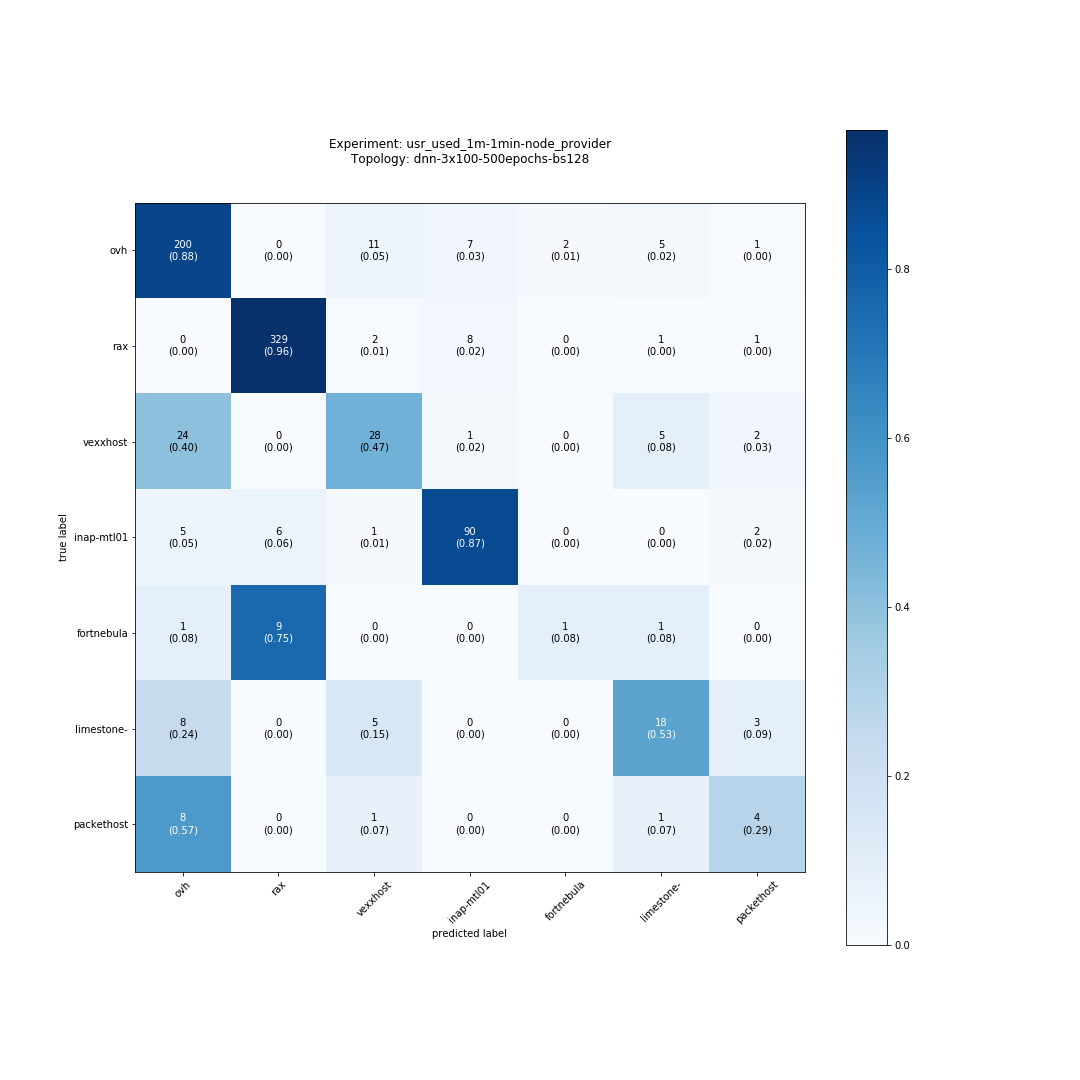 Experiment: usr_used_1m-1min-node_provider
Topology: dnn-3x100-500epochs-bs128
ovh
200 0 11 7 2 5 1
(0.88) (0.00) (0.05) (0.03) (0.01) (0.02) (0.00)
rax
0 329 2 8 0 1 1
(0.00) (0.96) (0.01) (0.02) (0.00) (0.00) (0.00)
vexxhost
24 0 28 1 0 5 2
(0.40) (0.00) (0.47) (0.02) (0.00) (0.08) (0.03)
inap-mtl01
5 6 1 90 0 0 2
(0.05) (0.06) (0.01) (0.87) (0.00) (0.00) (0.02)
fortnebula
1 9 0 0 1 1 0
(0.08) (0.75) (0.00) (0.00) (0.08) (0.08) (0.00)
limestone-
8 0 5 0 0 18 3
(0.24) (0.00) (0.15) (0.00) (0.00) (0.53) (0.09)
packethost
8 0 1 0 0 1 4
(0.57) (0.00) (0.07) (0.00) (0.00) (0.07) (0.29)
true label
ovh rax vexxhost inap-mtl01 fortnebula limestone- packethost
predicted label
0.8
0.6
0.4
0.2
0.0